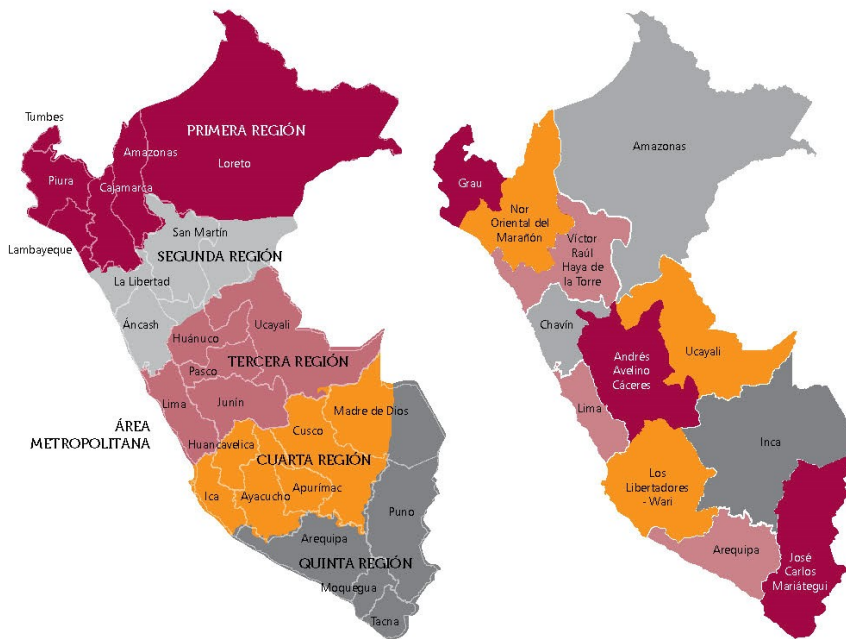 Tumbes
PRIMERA REGIÓN
Amazonas
Loreto
Piura
Cajamarca
San Martín
Lambayeque
SEGUNDA REGIÓN
La Libertad
Áncash
Ucayali
Huánuco
TERCERA REGIÓN
Pasco
Lima
Junín
Madre de Dios
ÁREA
METROPOLITANA
Cusco
Huancavelica
CUARTA REGIÓN
Apurímac
Ica
Ayacucho
Puno
Arequipa
QUINTA REGIÓN
Moquegua
Tacna
Amazonas
Grau
Nor
Oriental del
Marañón
Víctor
Raúl
Haya de
la Torre
Chavín
Ucayali
Andrés
Avelino
Cáceres
Lima
Inca
Los
Libertadores
- Wari
Arequipa
José
Carlos
Mariátegui